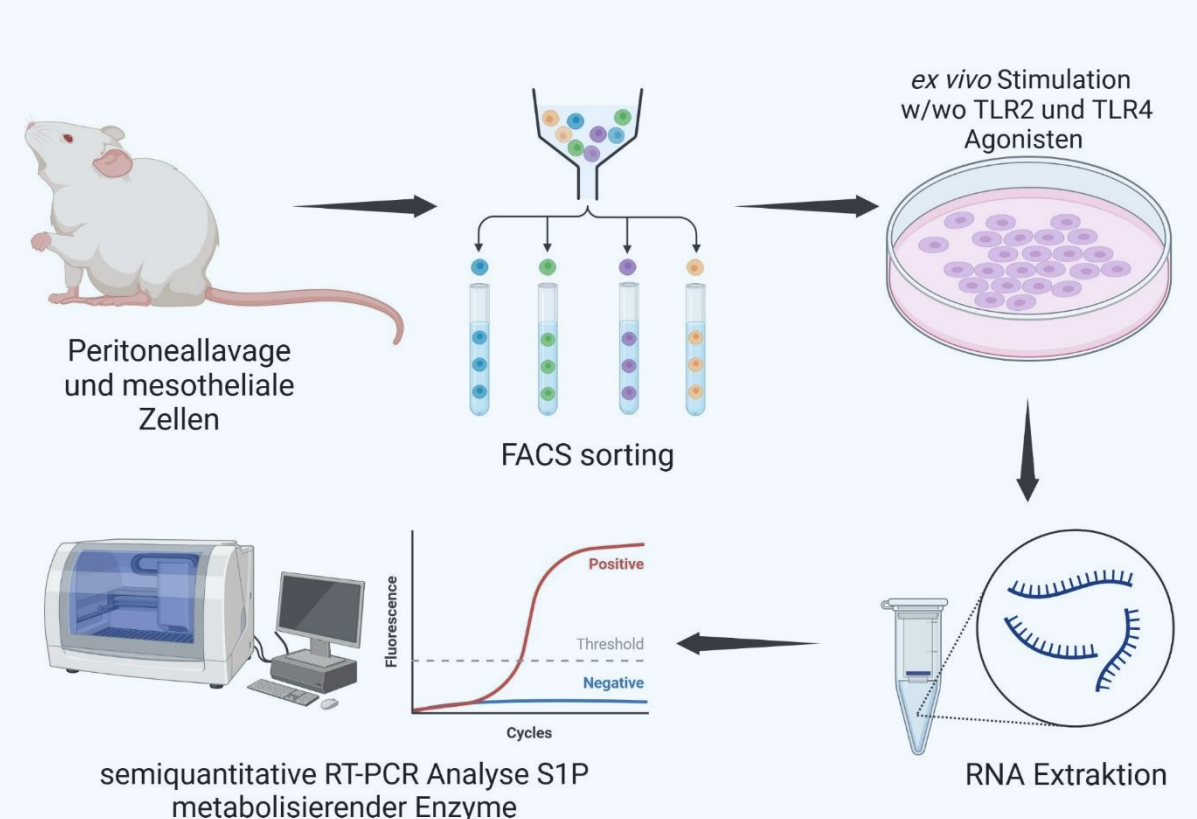 Peritoneallavage
und mesotheliale
Zellen
FACS sorting
ex vivo Stimulation
w/wo TLR2 und TLR4
Agonisten
RNA Extraktion
Fluorescence
Positive
Threshold
Negative
Cycles
semiquantitative RT-PCR Analyse S1P
metabolisierender Enzyme